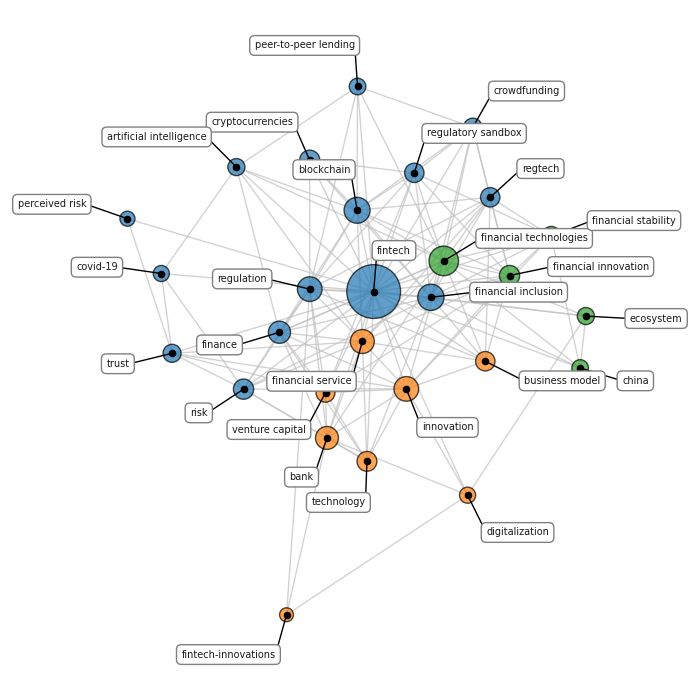 peer-to-peer lending
crowdfunding
cryptocurrencies
regulatory sandbox
artificial intelligence
blockchain
regtech
perceived risk
financial stability
financial technologies
fintech
covid-19
financial innovation
regulation
financial inclusion
ecosystem
finance
trust
financial service
business model
china
risk
venture capital
innovation
bank
technology
digitalization
fintech-innovations